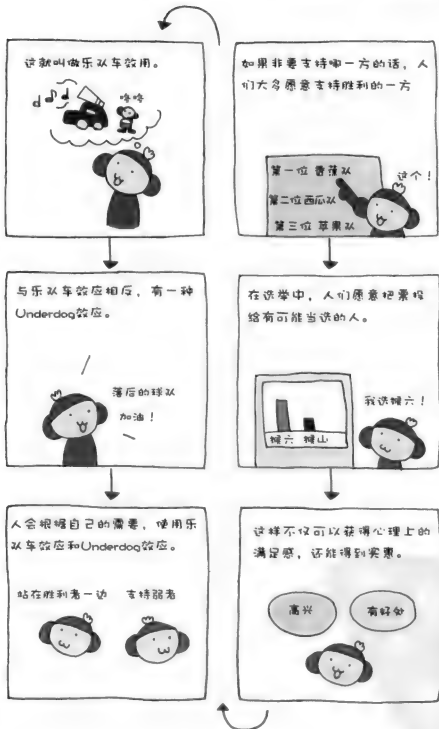 如果非要支持哪一方的话，人
们大多愿意支持胜利的一方
第一位 香蕉队
第二位西瓜队
第三位 苹果队
这个！
在选举中，人们愿意把票投
给有可能当选的人。
猴六 猴山
我选猴六！
这样不仅可以获得心理上的
满足感，还能得到实惠。
高兴
有好处
这就叫做乐队车效用。
咚咚
与乐队车效应相反，有一种
Underdog效应。
落后的球队
加油！
人会根据自己的需要，使用乐
队车效应和Underdog效应。
站在胜利者一边
支持弱者